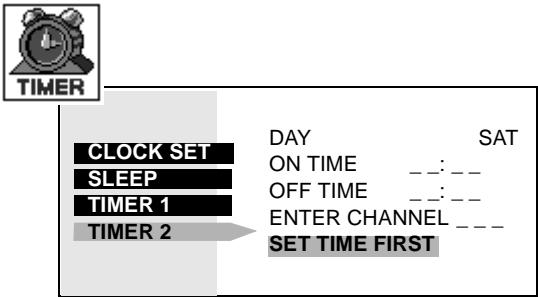 TIMER
CLOCK SET
SLEEP
TIMER 1
TIMER 2
DAY SAT
ON TIME _ _: _ _
OFF TIME _ _: _ _
ENTER CHANNEL _ _ _
SET TIME FIRST